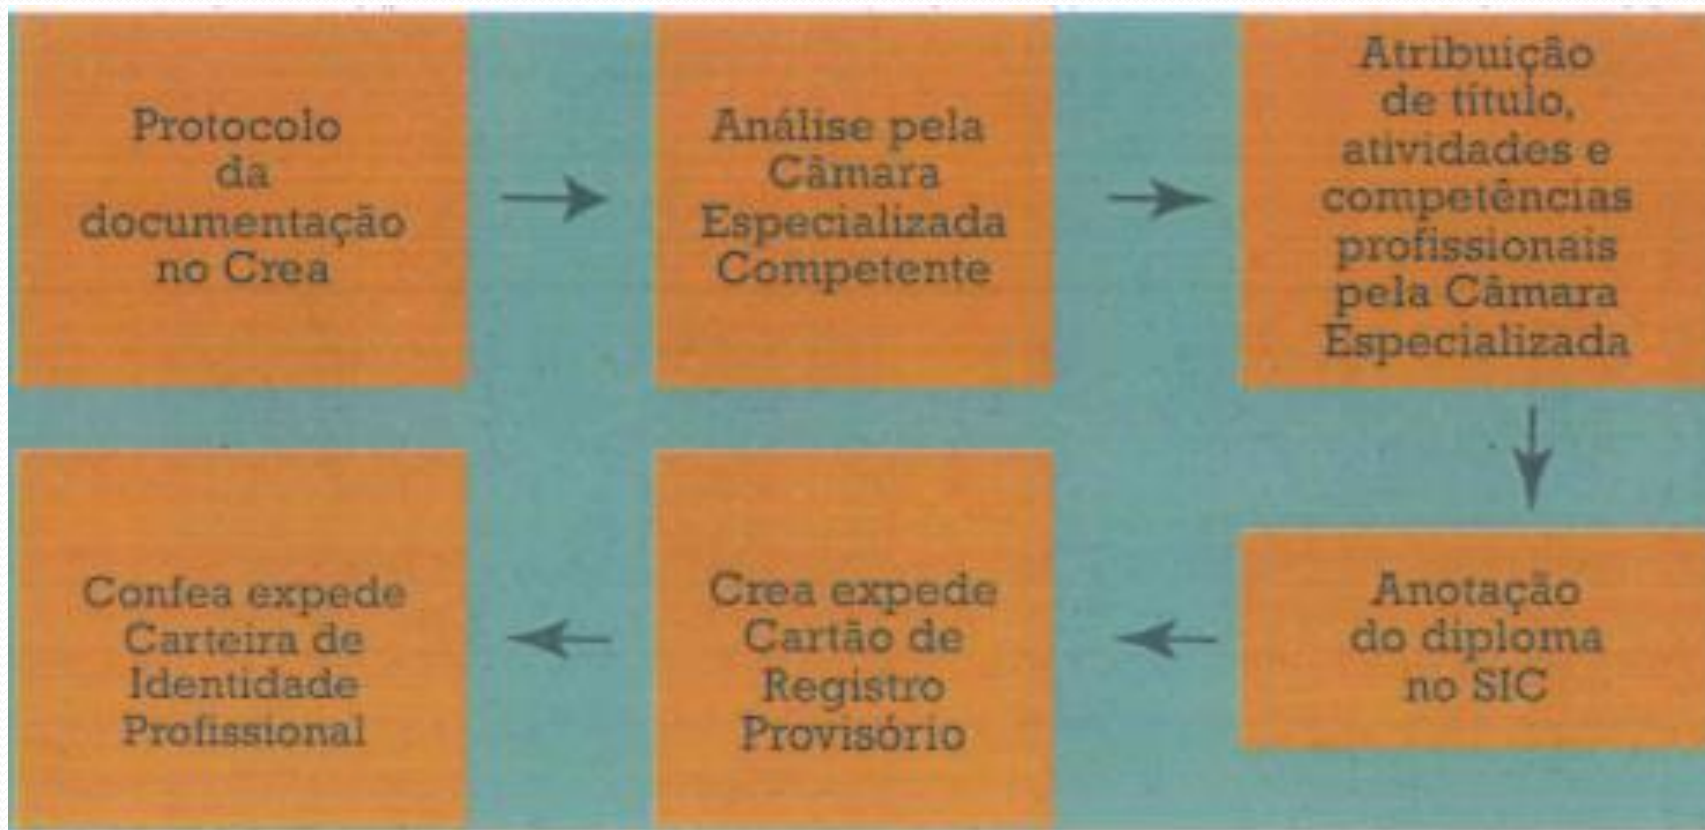 Protocolo
da
documentação
no Crea
Análise pela
Câmara
Especializada
Competente
Atribuição
de título,
atividades e
competências
profissionais
pela Câmara
Especializada
Anotação
do diploma
no SIC
Crea expede
Cartão de
Registro
Provisório
Confea expede
Carteira de
Identidade
Profissional